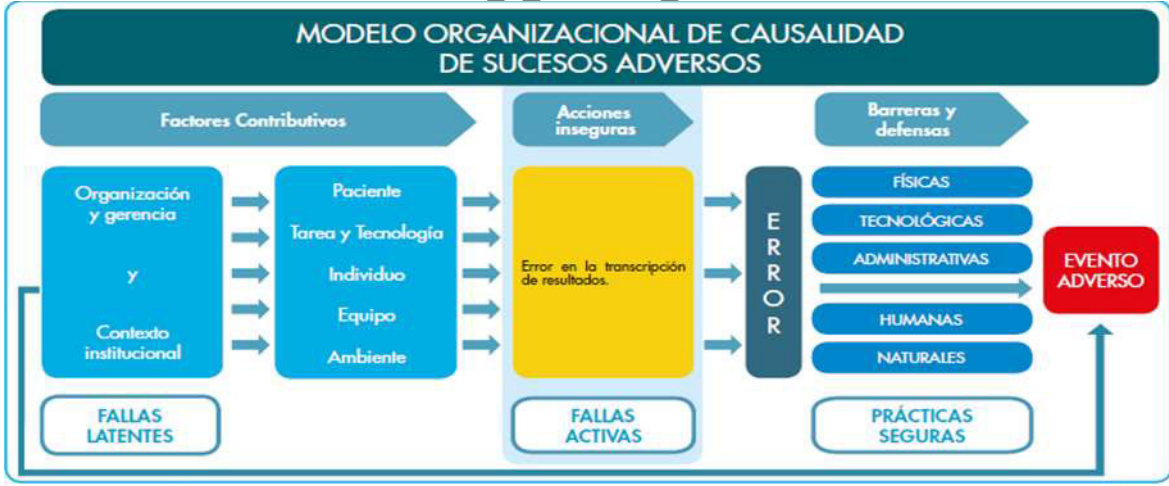 MODELO ORGANIZACIONAL DE CAUSALIDAD
DE SUCESOS ADVERSOS
Factores Contributivos
Acciones
inseguras
Barreras y
defensas
Organización
y gerencia
y
Contexto
institucional
Paciente
Tarea y Tecnología
Individuo
Equipo
Ambiente
Error en la transcripción
de resultados.
ERROR
FÍSICAS
TECNOLÓGICAS
ADMINISTRATIVAS
HUMANAS
NATURALES
EVENTO
ADVERSO
FALLAS
LATENTES
FALLAS
ACTIVAS
PRÁCTICAS
SEGURAS